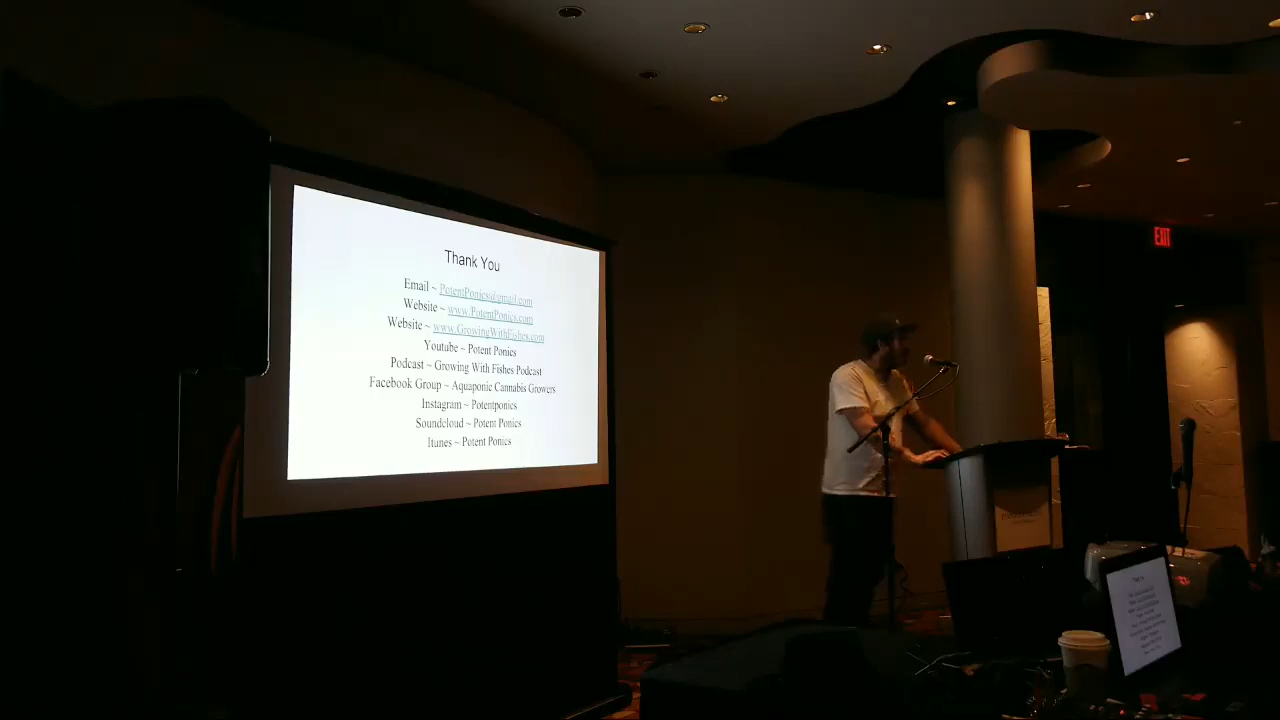 Thank You
Email ~ PotentPonics@gmail.com
Website ~ www.PotentPonics.com
Website ~ www.GrowingWithFishes.com
Youtube ~ Potent Ponics
Podcast ~ Growing With Fishes Podcast
Facebook Group ~ Aquaponic Cannabis Growers
Instagram ~ Potentponics
Soundcloud ~ Potent Ponics
Itunes ~ Potent Ponics
EXIT